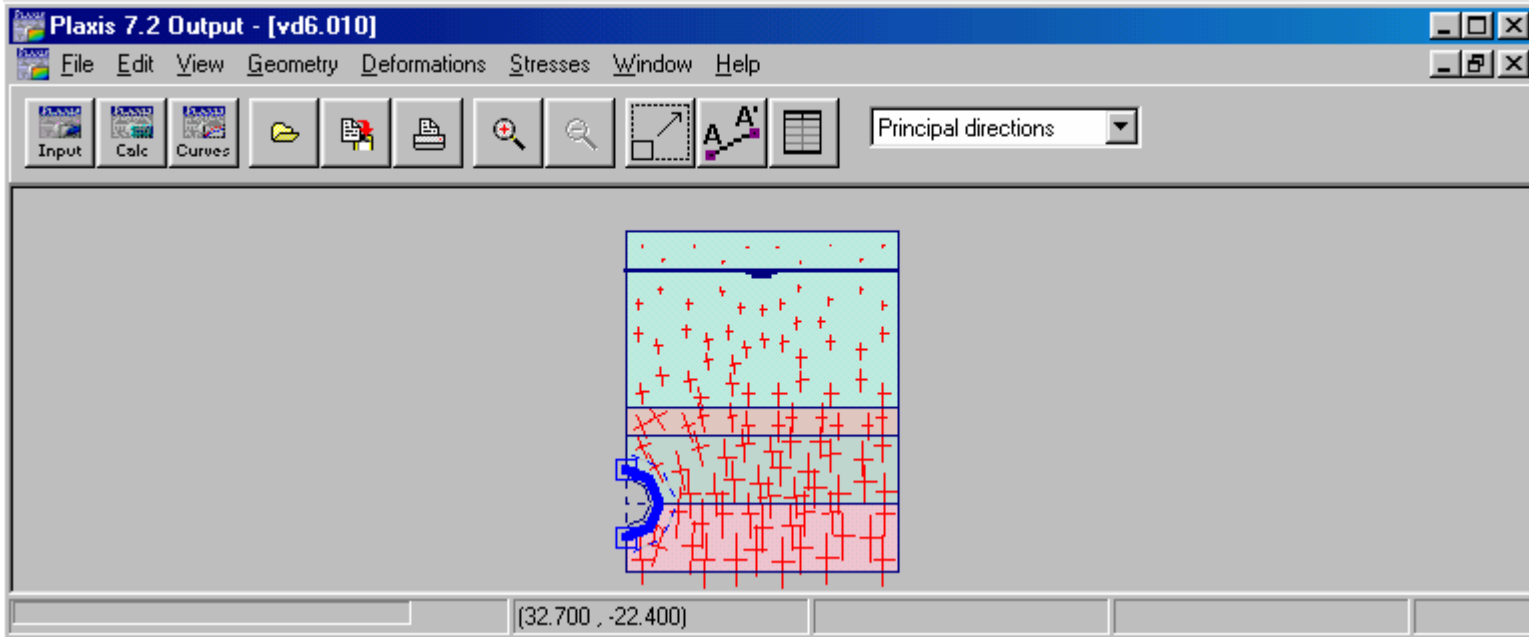 Plaxis 7.2 Output - [vd6.010]
File Edit View Geometry Deformations Stresses Window Help
Input Calc Curves A A' Principal directions
(32.700 , -22.400)